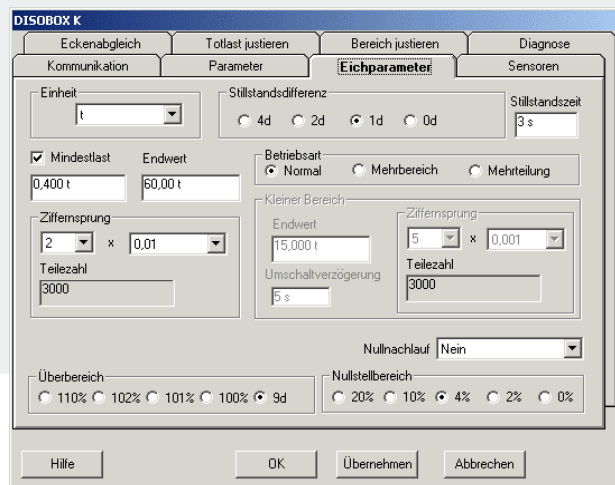 DISOBOX K
Eckenabgleich Totlast justieren Bereich justieren Diagnose
Kommunikation Parameter Eichparameter Sensoren
Einheit
t
Stillstandsdifferenz
4d 2d 1d 0d
Stillstandszeit
3 s
Mindestlast
0,400 t
Endwert
60,00 t
Betriebsart
Normal Mehrbereich Mehrteilung
Ziffernsprung
2 x 0,01
Teilezahl
3000
Kleiner Bereich
Endwert
15,000 t
Umschaltverzögerung
5 s
Ziffernsprung
5 x 0,001
Teilezahl
3000
Nullnachlauf Nein
Überbereich
110% 102% 101% 100% 9d
Nullstellbereich
20% 10% 4% 2% 0%
Hilfe OK Übernehmen Abbrechen